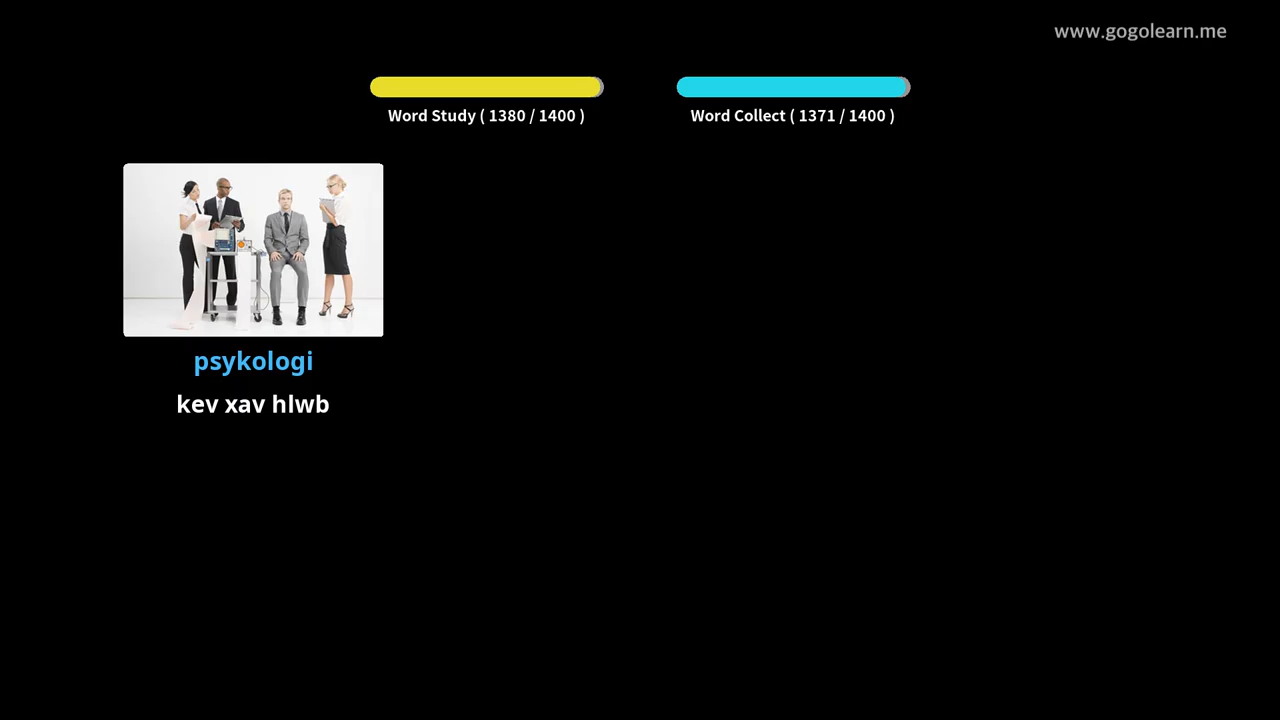 www.gogolearn.me
Word Study ( 1380 / 1400 )
Word Collect ( 1371 / 1400 )
psykologi
kev xav hlwb